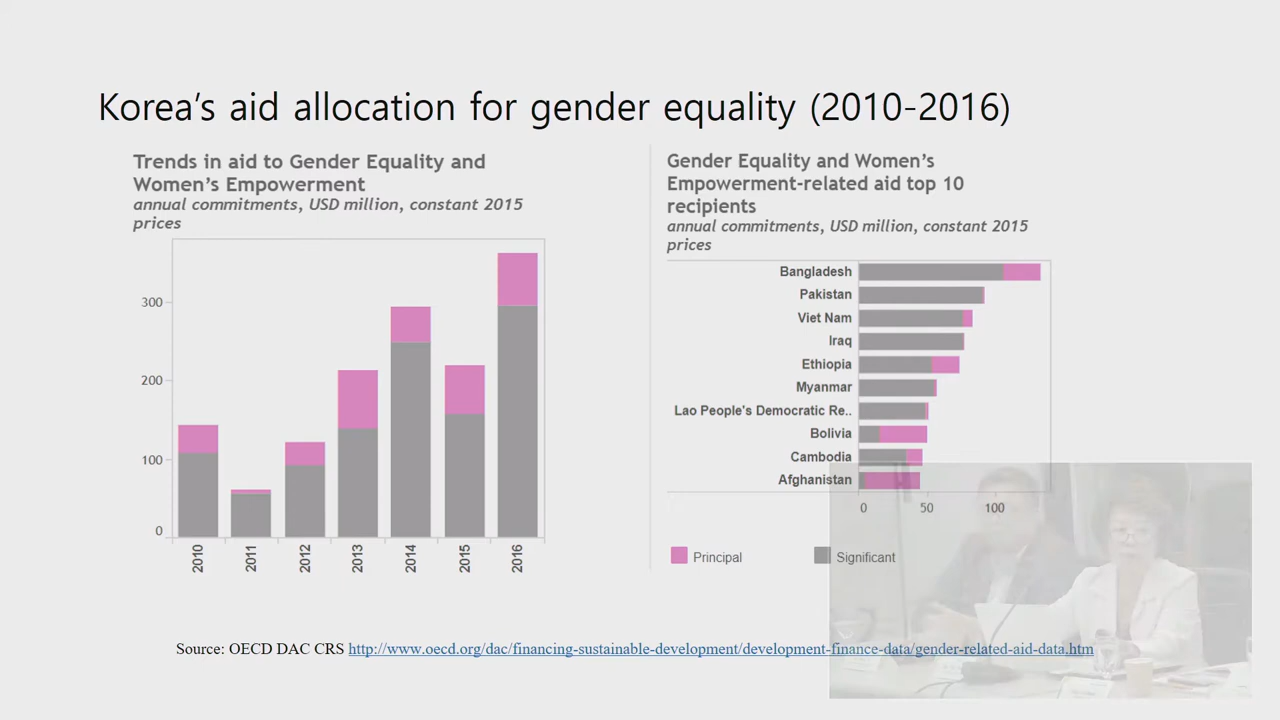 Korea's aid allocation for gender equality (2010-2016)
Trends in aid to Gender Equality and
Women's Empowerment
annual commitments, USD million, constant 2015
prices
300
200
100
0
2010
2011
2012
2013
2014
2015
2016
Gender Equality and Women's
Empowerment-related aid top 10
recipients
annual commitments, USD million, constant 2015
prices
Bangladesh
Pakistan
Viet Nam
Iraq
Ethiopia
Myanmar
Lao People's Democratic Re..
Bolivia
Cambodia
Afghanistan
0 50 100
Principal Significant
Source: OECD DAC CRS http://www.oecd.org/dac/financing-sustainable-development/development-finance-data/gender-related-aid-data.htm